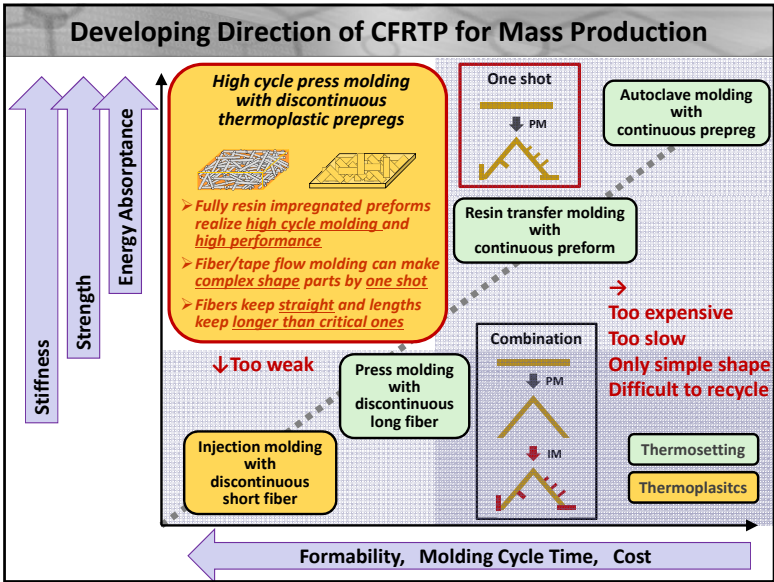 Developing Direction of CFRTP for Mass Production
Stiffness
Strength
Energy Absorptance
High cycle press molding
with discontinuous
thermoplastic prepregs
➢Fully resin impregnated preforms
realize high cycle molding and
high performance
➢Fiber/tape flow molding can make
complex shape parts by one shot
➢Fibers keep straight and lengths
keep longer than critical ones
One shot
PM
Autoclave molding
with
continuous prepreg
Resin transfer molding
with
continuous preform
→
Too expensive
Too slow
Only simple shape
Difficult to recycle
↓Too weak
Press molding
with
discontinuous
long fiber
Combination
PM
IM
Injection molding
with
discontinuous
short fiber
Thermosetting
Thermoplasitcs
Formability, Molding Cycle Time, Cost